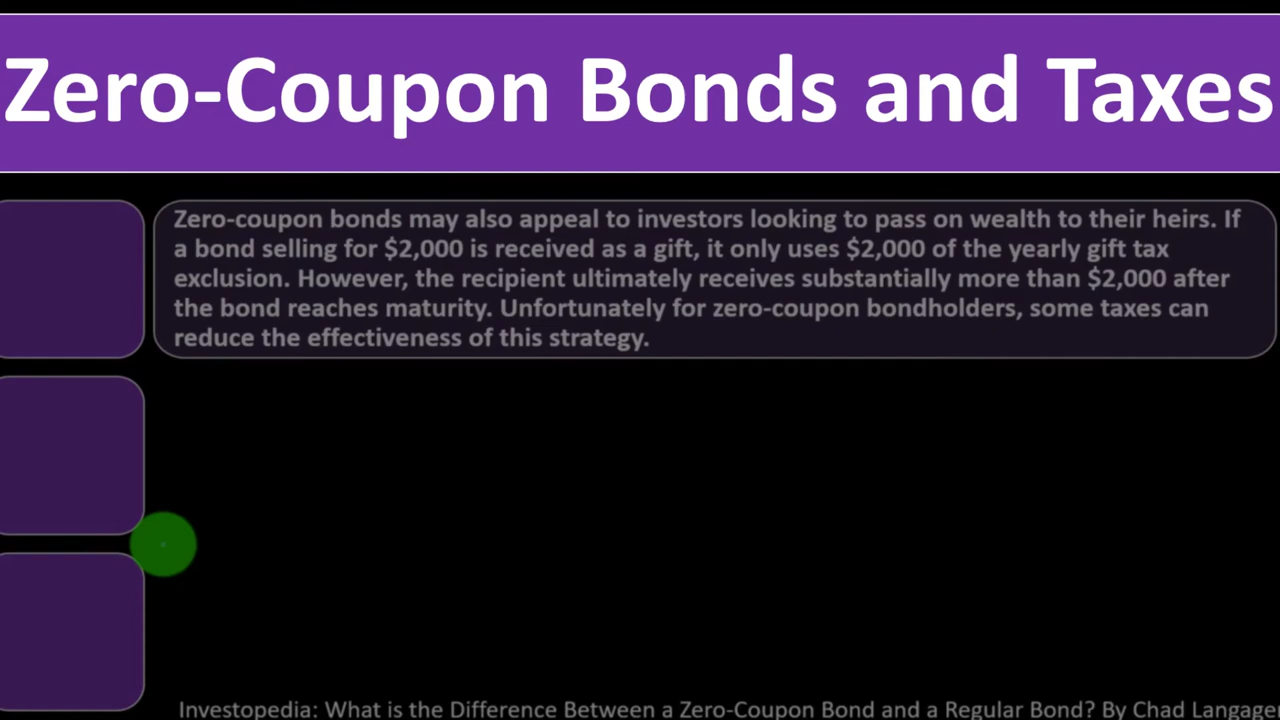 Zero-Coupon Bonds and Taxes
Zero-coupon bonds may also appeal to investors looking to pass on wealth to their heirs. If
a bond selling for $2,000 is received as a gift, it only uses $2,000 of the yearly gift tax
exclusion. However, the recipient ultimately receives substantially more than $2,000 after
the bond reaches maturity. Unfortunately for zero-coupon bondholders, some taxes can
reduce the effectiveness of this strategy.
Investopedia: What is the Difference Between a Zero-Coupon Bond and a Regular Bond? By Chad Langage